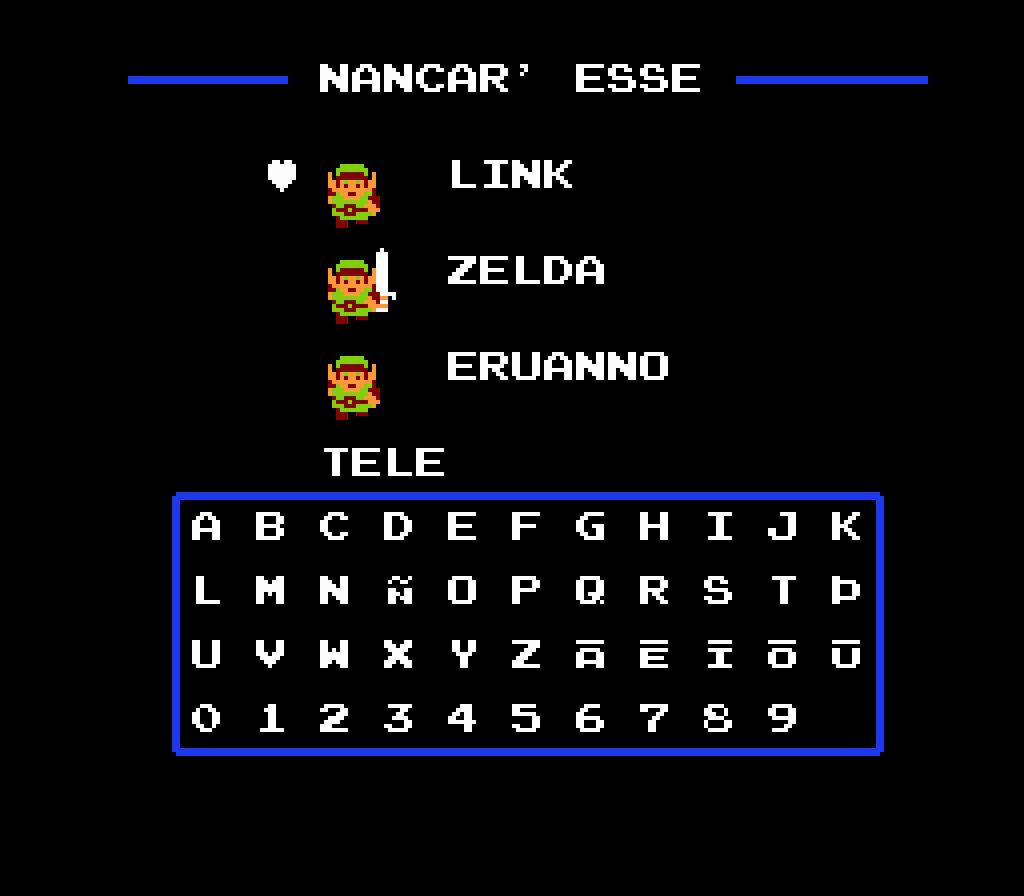 NANCAR’ ESSE
LINK
ZELDA
ERUANNO
TELE
A B C D E F G H I J K
L M N Ñ O P Q R S T Þ
U V W X Y Z Ā Ē Ī Ō Ū
0 1 2 3 4 5 6 7 8 9